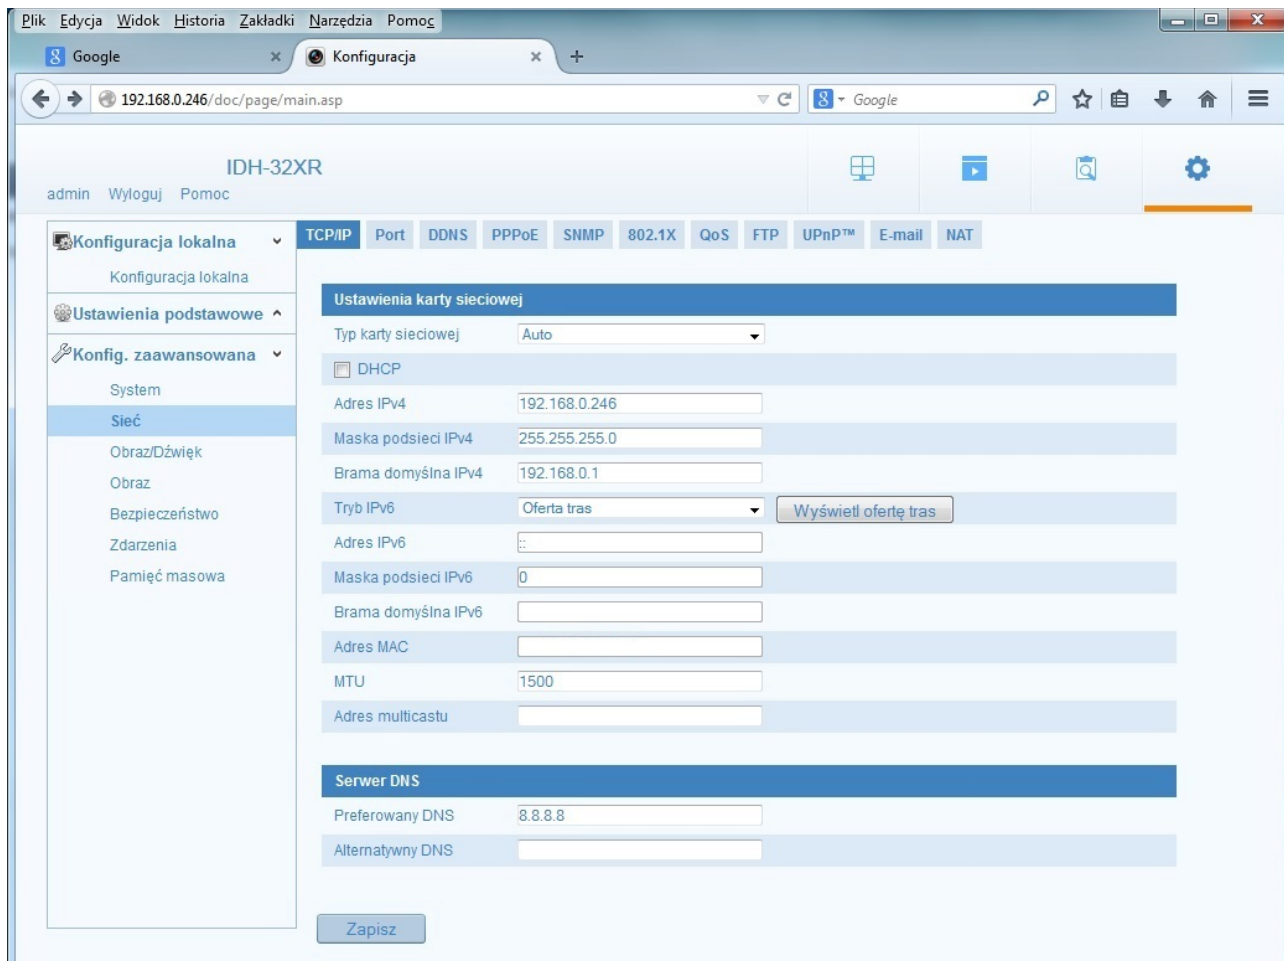 Plik Edycja Widok Historia Zakładki Narzędzia Pomoc
Google
Konfiguracja
192.168.0.246/doc/page/main.asp
Google
IDH-32XR
admin Wyloguj Pomoc
Konfiguracja lokalna
Konfiguracja lokalna
Ustawienia podstawowe
Konfig. zaawansowana
System
Sieć
Obraz/Dźwięk
Obraz
Bezpieczeństwo
Zdarzenia
Pamięć masowa
TCP/IP Port DDNS PPPoE SNMP 802.1X QoS FTP UPnP™ E-mail NAT
Ustawienia karty sieciowej
Typ karty sieciowej Auto
DHCP
Adres IPv4 192.168.0.246
Maska podsieci IPv4 255.255.255.0
Brama domyślna IPv4 192.168.0.1
Tryb IPv6 Oferta tras Wyświetl ofertę tras
Adres IPv6 ::
Maska podsieci IPv6 0
Brama domyślna IPv6
Adres MAC
MTU 1500
Adres multicastu
Serwer DNS
Preferowany DNS 8.8.8.8
Alternatywny DNS
Zapisz